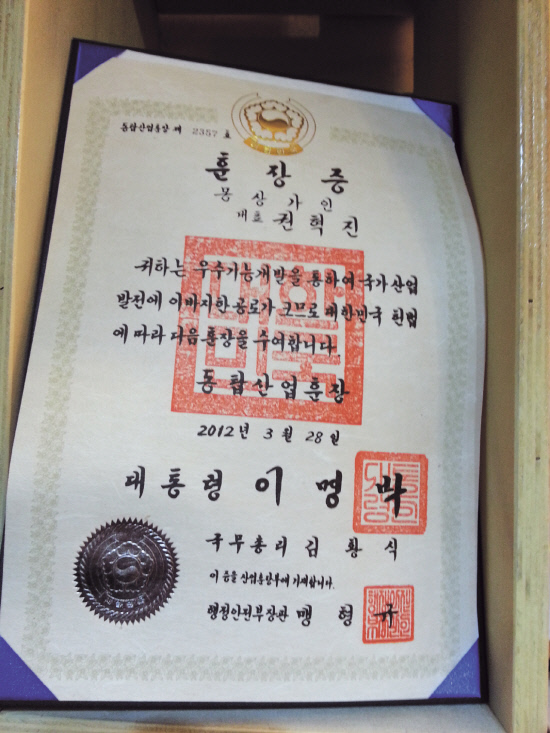 동탑산업훈장 제 2357 호
훈장증
몽상가인
대표 권혁진
귀하는 우수기능개발을 통하여 국가산업
발전에 이바지한 공로가 크므로 대한민국 헌법
에 따라 다음 훈장을 수여합니다.
동탑산업훈장
2012년 3월 28일
대통령 이명박
국무총리 김황식
이 증을 산업훈장부에 기재합니다.
행정안전부장관 맹형규